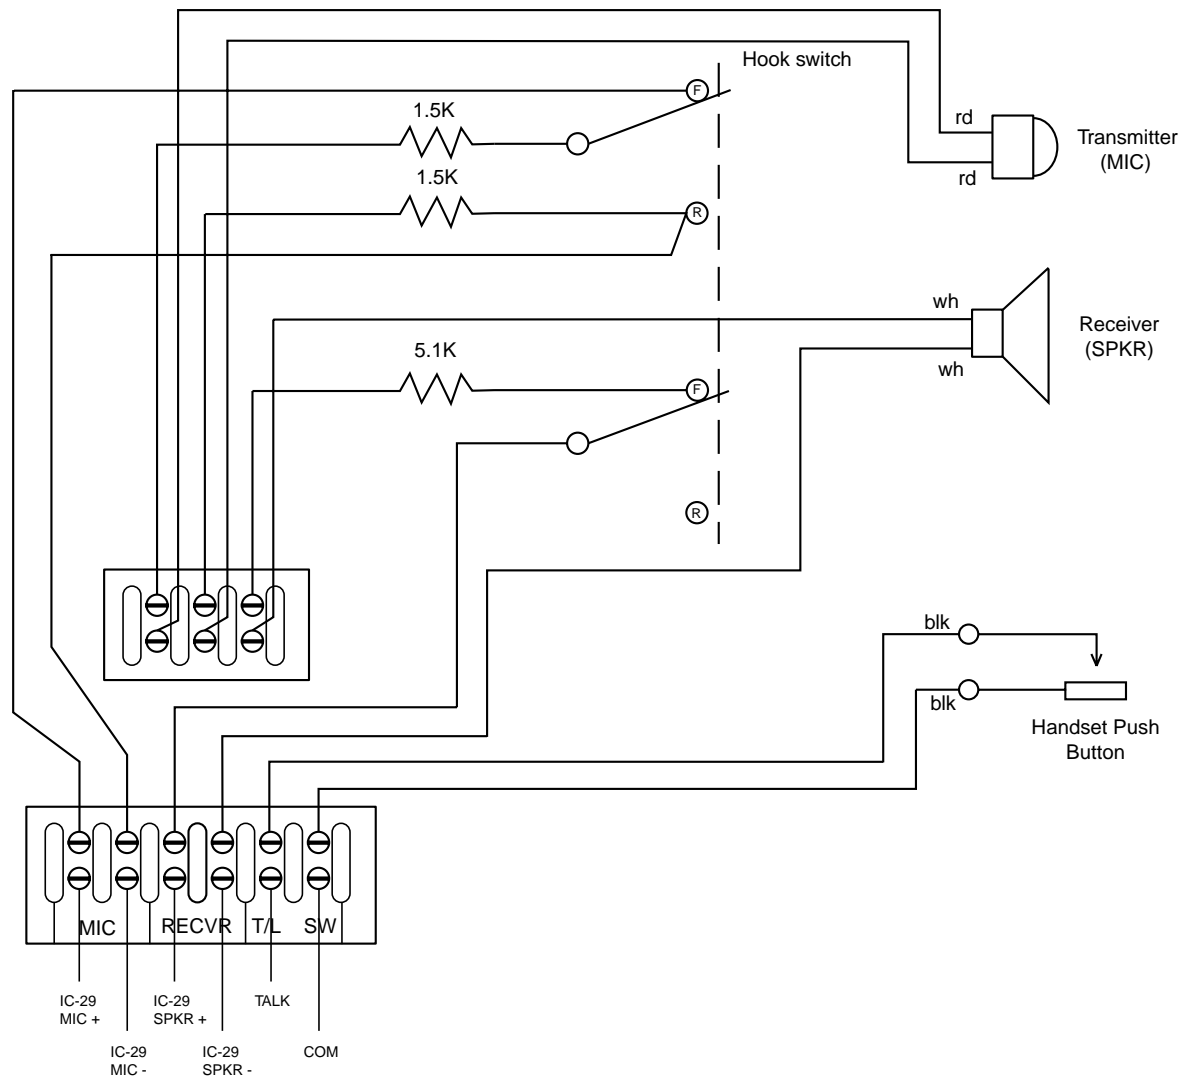 Hook switch
F
1.5K
rd
Transmitter
(MIC)
rd
1.5K
R
wh
Receiver
(SPKR)
wh
5.1K
F
R
blk
blk
Handset Push
Button
MIC
RECVR
T/L
SW
IC-29
MIC +
IC-29
SPKR +
TALK
IC-29
MIC -
IC-29
SPKR -
COM